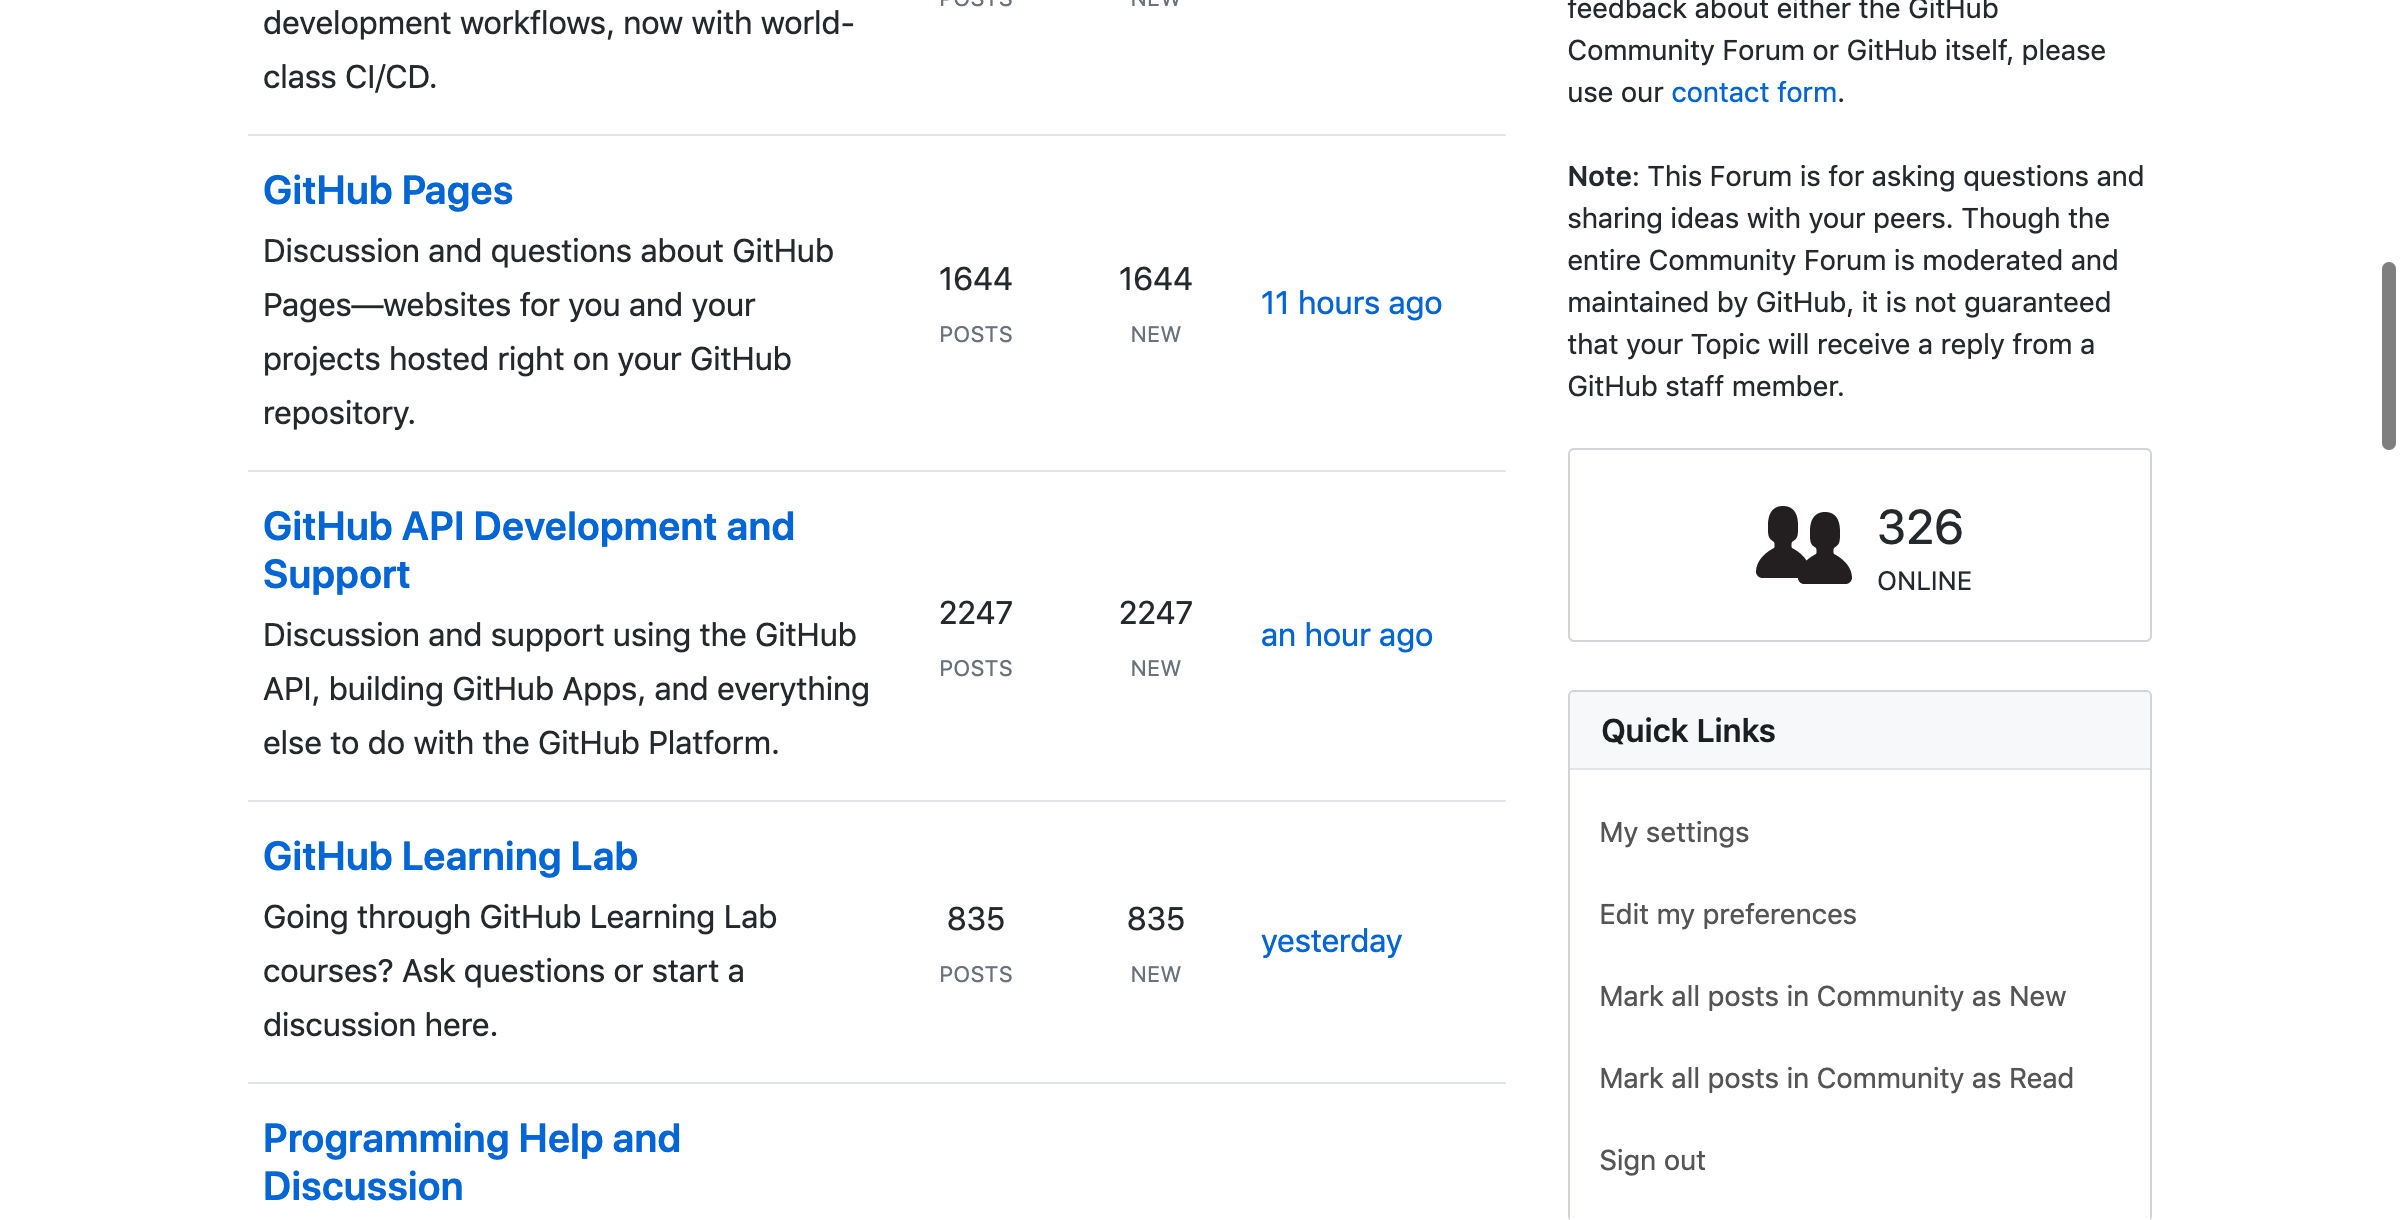 development workflows, now with world-
class CI/CD.
POSTS
NEW
GitHub Pages
Discussion and questions about GitHub
Pages—websites for you and your
projects hosted right on your GitHub
repository.
1644
POSTS
1644
NEW
11 hours ago
GitHub API Development and
Support
Discussion and support using the GitHub
API, building GitHub Apps, and everything
else to do with the GitHub Platform.
2247
POSTS
2247
NEW
an hour ago
GitHub Learning Lab
Going through GitHub Learning Lab
courses? Ask questions or start a
discussion here.
835
POSTS
835
NEW
yesterday
Programming Help and
Discussion
feedback about either the GitHub
Community Forum or GitHub itself, please
use our contact form.
Note: This Forum is for asking questions and
sharing ideas with your peers. Though the
entire Community Forum is moderated and
maintained by GitHub, it is not guaranteed
that your Topic will receive a reply from a
GitHub staff member.
326
ONLINE
Quick Links
My settings
Edit my preferences
Mark all posts in Community as New
Mark all posts in Community as Read
Sign out